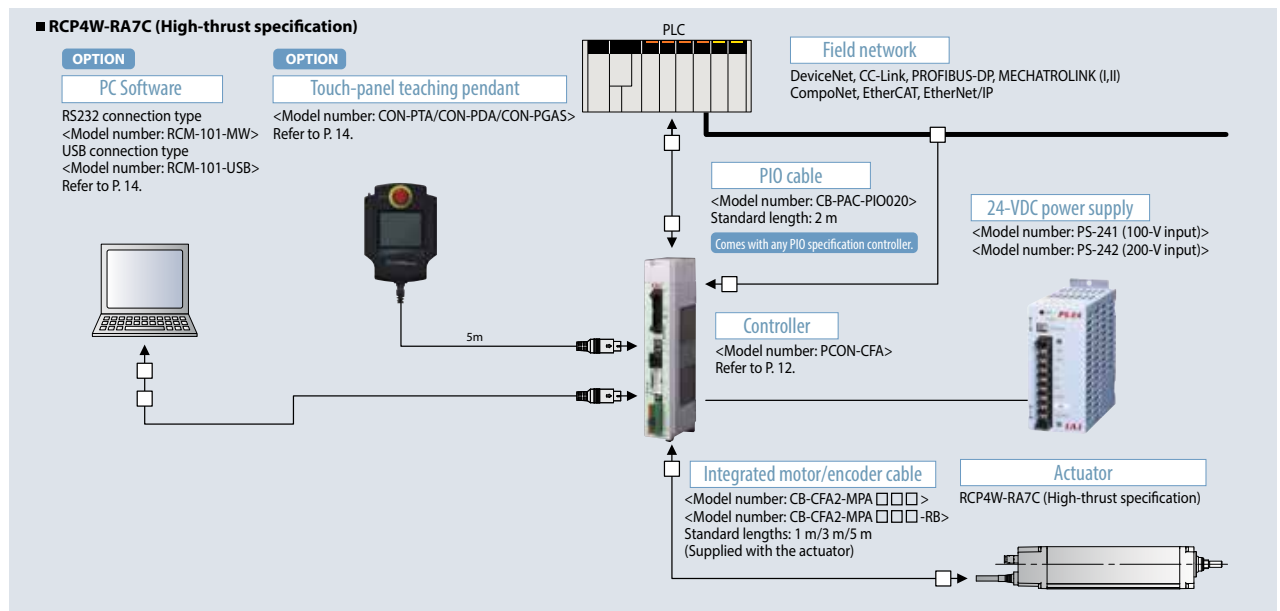 ■ RCP4W-RA7C (High-thrust specification)
OPTION
PC Software
RS232 connection type
<Model number: RCM-101-MW>
USB connection type
<Model number: RCM-101-USB>
Refer to P. 14.
OPTION
Touch-panel teaching pendant
<Model number: CON-PTA/CON-PDA/CON-PGAS>
Refer to P. 14.
PLC
Field network
DeviceNet, CC-Link, PROFIBUS-DP, MECHATROLINK (I,II)
CompoNet, EtherCAT, EtherNet/IP
PIO cable
<Model number: CB-PAC-PIO020>
Standard length: 2 m
Comes with any PIO specification controller.
24-VDC power supply
<Model number: PS-241 (100-V input)>
<Model number: PS-242 (200-V input)>
PS-24
IAI
5m
Controller
<Model number: PCON-CFA>
Refer to P. 12.
Integrated motor/encoder cable
<Model number: CB-CFA2-MPA □□□>
<Model number: CB-CFA2-MPA □□□-RB>
Standard lengths: 1 m/3 m/5 m
(Supplied with the actuator)
Actuator
RCP4W-RA7C (High-thrust specification)